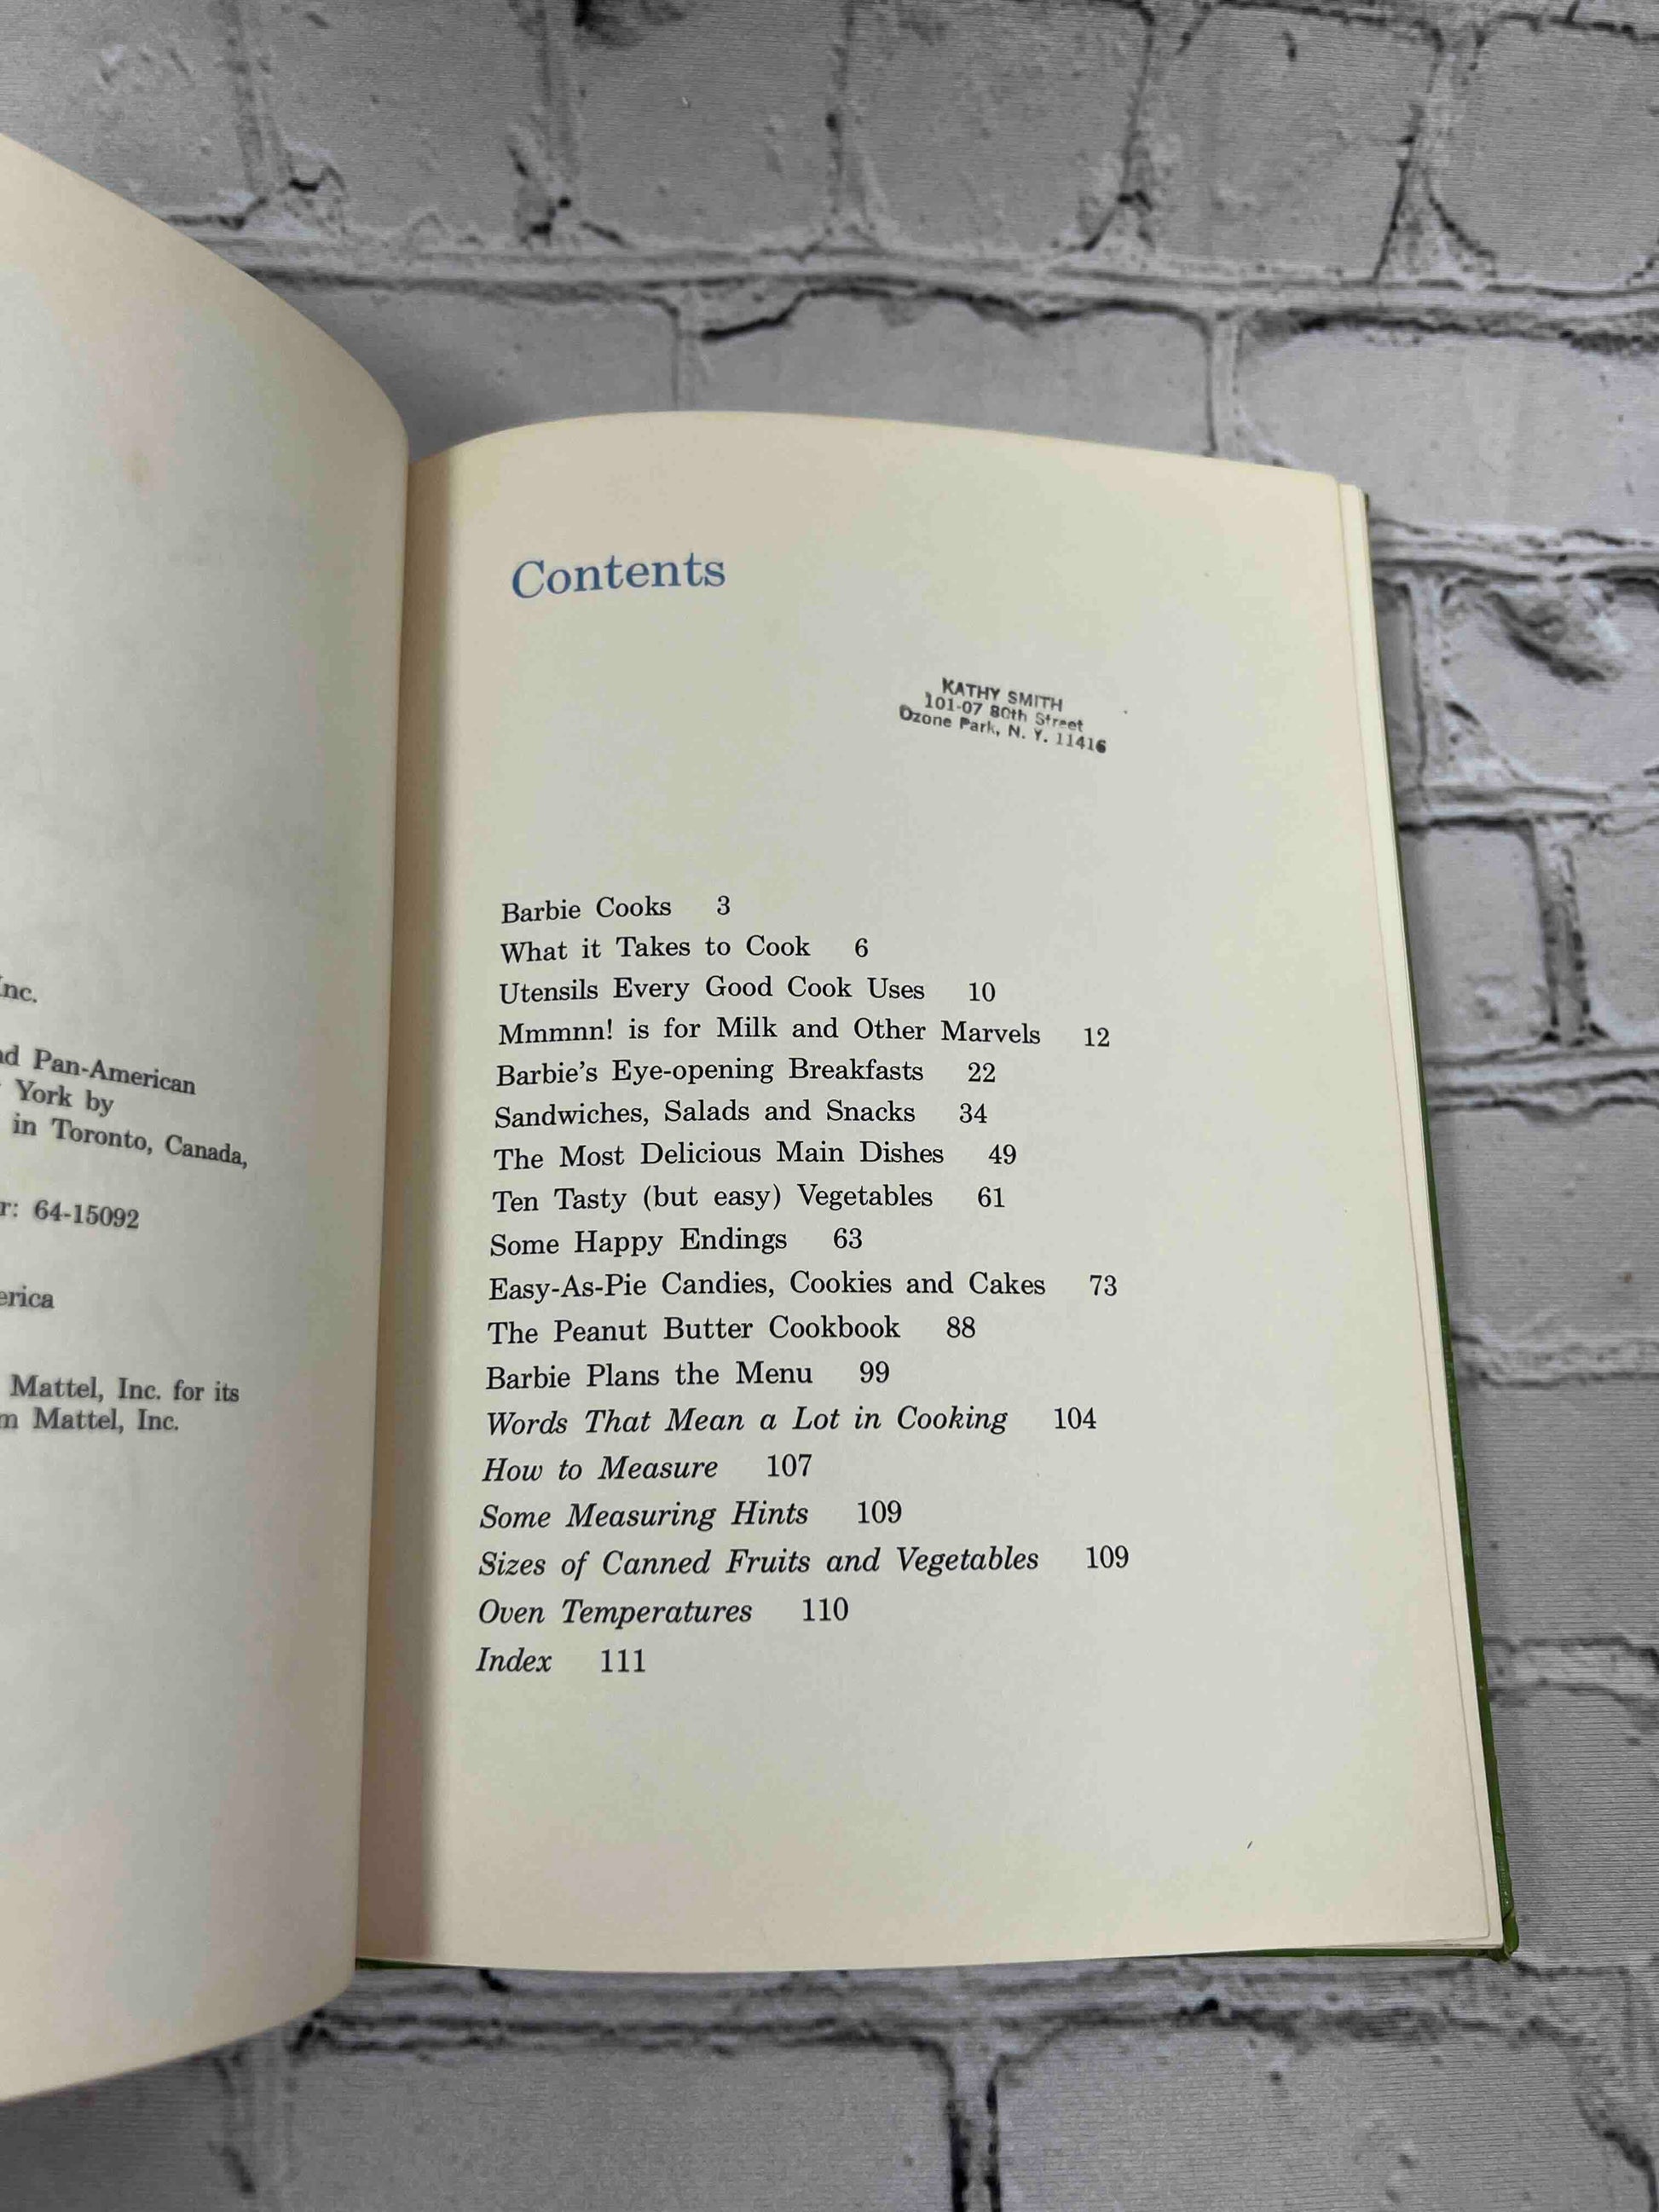 Inc.
Pan-American
York by
in Toronto, Canada,
64-15092
Mattel, Inc. for its
Mattel, Inc.
Contents
KATHY SMITH
101-07 80th Street
Ozone Park, N. Y. 11416
Barbie Cooks 3
What it Takes to Cook 6
Utensils Every Good Cook Uses 10
Mmmnn! is for Milk and Other Marvels 12
Barbie's Eye-opening Breakfasts 22
Sandwiches, Salads and Snacks 34
The Most Delicious Main Dishes 49
Ten Tasty (but easy) Vegetables 61
Some Happy Endings 63
Easy-As-Pie Candies, Cookies and Cakes 73
The Peanut Butter Cookbook 88
Barbie Plans the Menu 99
Words That Mean a Lot in Cooking 104
How to Measure 107
Some Measuring Hints 109
Sizes of Canned Fruits and Vegetables 109
Oven Temperatures 110
Index 111